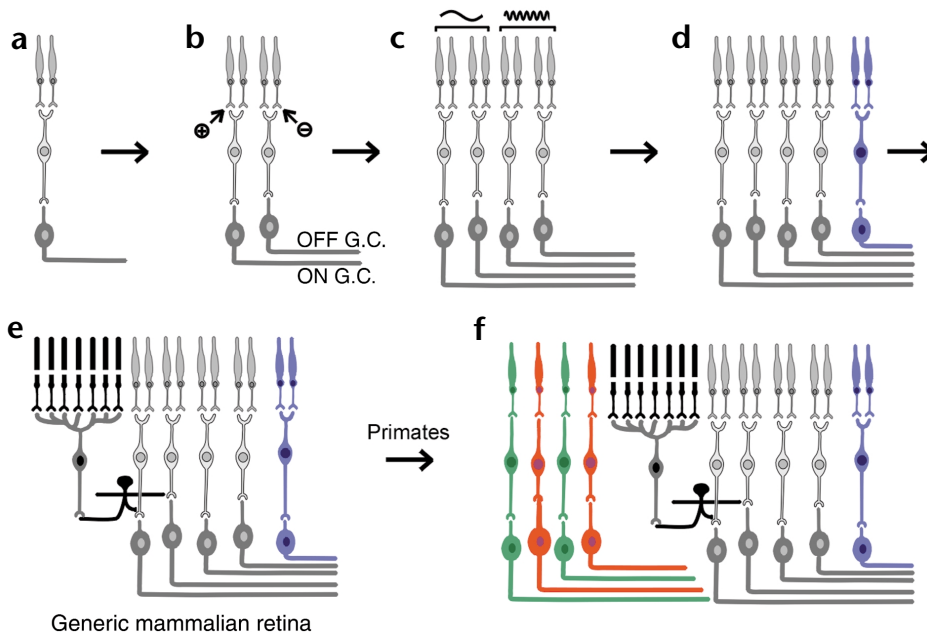 a
b
c
d
⊕
⊖
OFF G.C.
ON G.C.
e
f
Primates
Generic mammalian retina